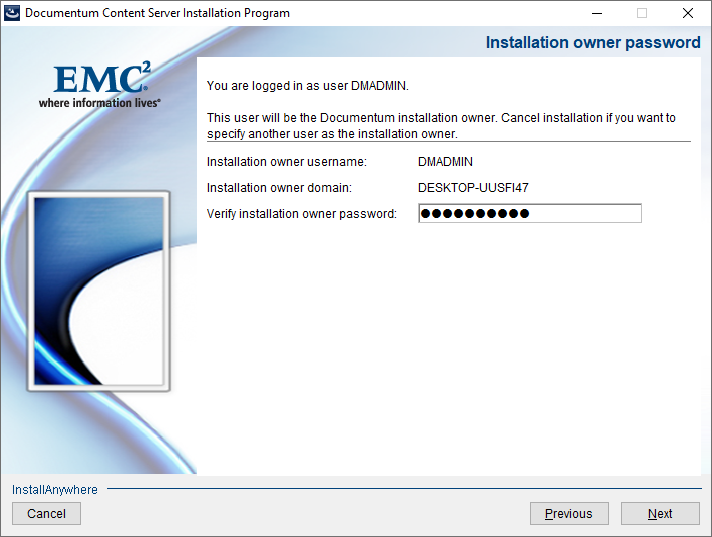 Documentum Content Server Installation Program
Installation owner password
EMC²
where information lives®
You are logged in as user DMADMIN.
This user will be the Documentum installation owner. Cancel installation if you want to
specify another user as the installation owner.
Installation owner username: DMADMIN
Installation owner domain: DESKTOP-UUSFI47
Verify installation owner password: ●●●●●●●●●●
InstallAnywhere
Cancel Previous Next